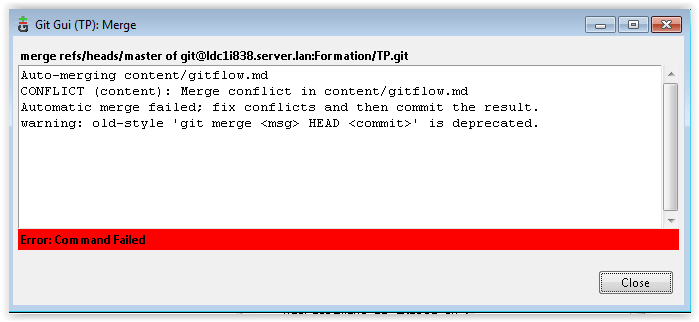 Git Gui (TP): Merge
merge refs/heads/master of git@ldc1i838.server.lan:Formation/TP.git
Auto-merging content/gitflow.md
CONFLICT (content): Merge conflict in content/gitflow.md
Automatic merge failed; fix conflicts and then commit the result.
warning: old-style 'git merge <msg> HEAD <commit>' is deprecated.
Error: Command Failed
Close